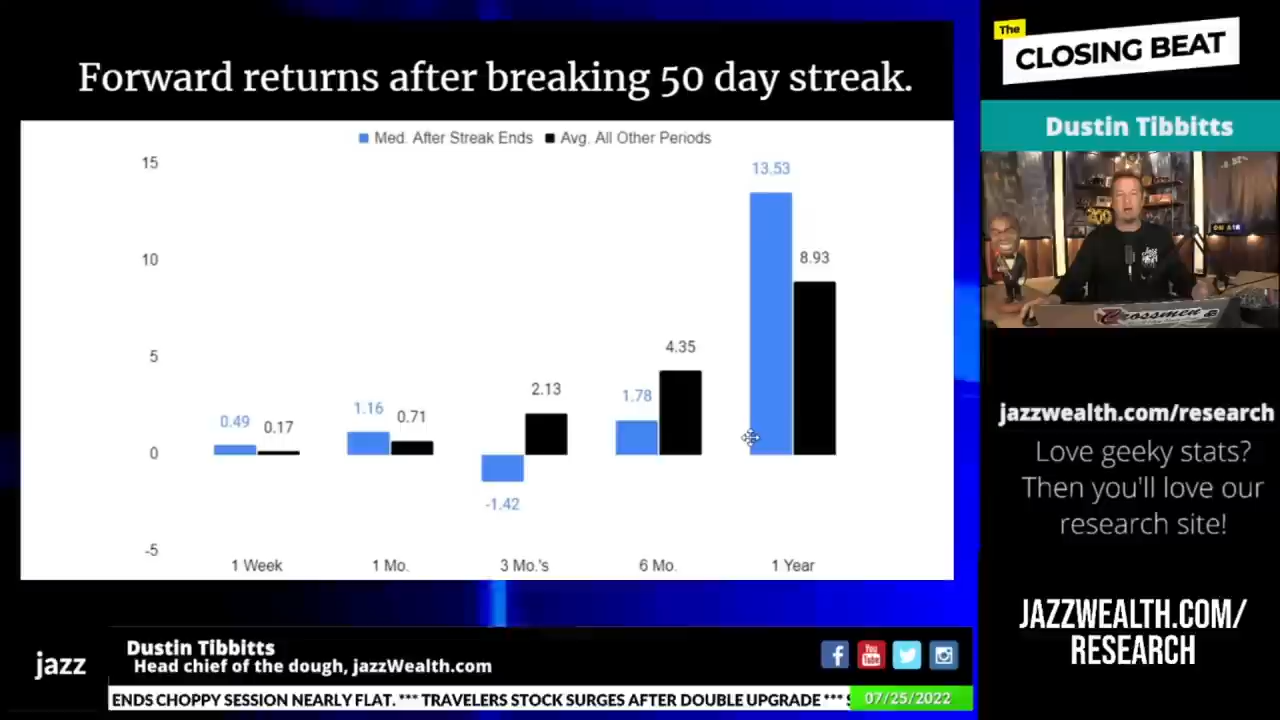 Forward returns after breaking 50 day streak.
Med. After Streak Ends
Avg. All Other Periods
15
10
5
0
-5
0.49
0.17
1.16
0.71
-1.42
2.13
1.78
4.35
13.53
8.93
1 Week
1 Mo.
3 Mo.'s
6 Mo.
1 Year
The
CLOSING BEAT
Dustin Tibbitts
Crossmen
jazzwealth.com/research
Love geeky stats?
Then you'll love our
research site!
JAZZWEALTH.COM/
RESEARCH
jazz
Dustin Tibbitts
Head chief of the dough, jazzWealth.com
You
Tube
ENDS CHOPPY SESSION NEARLY FLAT. *** TRAVELERS STOCK SURGES AFTER DOUBLE UPGRADE ***
07/25/2022